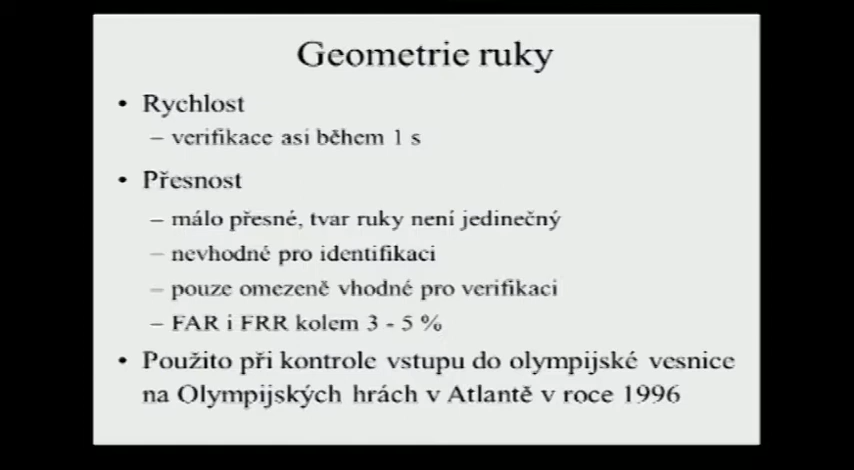 Geometrie ruky
• Rychlost
– verifikace asi během 1 s
• Přesnost
– málo přesné, tvar ruky není jedinečný
– nevhodné pro identifikaci
– pouze omezeně vhodné pro verifikaci
– FAR i FRR kolem 3 - 5 %
• Použito při kontrole vstupu do olympijské vesnice
na Olympijských hrách v Atlantě v roce 1996